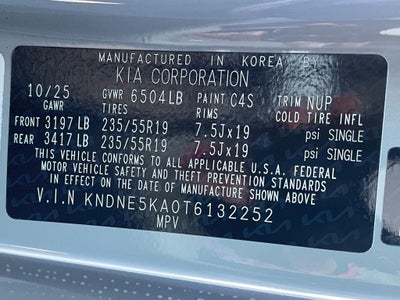 MANUFACTURED IN KOREA BY
KIA CORPORATION
10/25 GVWR 6504LB PAINT C4S TRIM NUP
GAWR TIRES RIMS COLD TIRE INFL
FRONT 3197 LB 235/55R19 7.5Jx19 psi SINGLE
REAR 3417 LB 235/55R19 7.5Jx19 psi SINGLE
THIS VEHICLE CONFORMS TO ALL APPLICABLE U.S.A. FEDERAL
MOTOR VEHICLE SAFETY AND THEFT PREVENTION STANDARDS
IN EFFECT ON THE DATE OF MANUFACTURE SHOWN ABOVE
V.I.N KNDNE5KA0T6132252
MPV